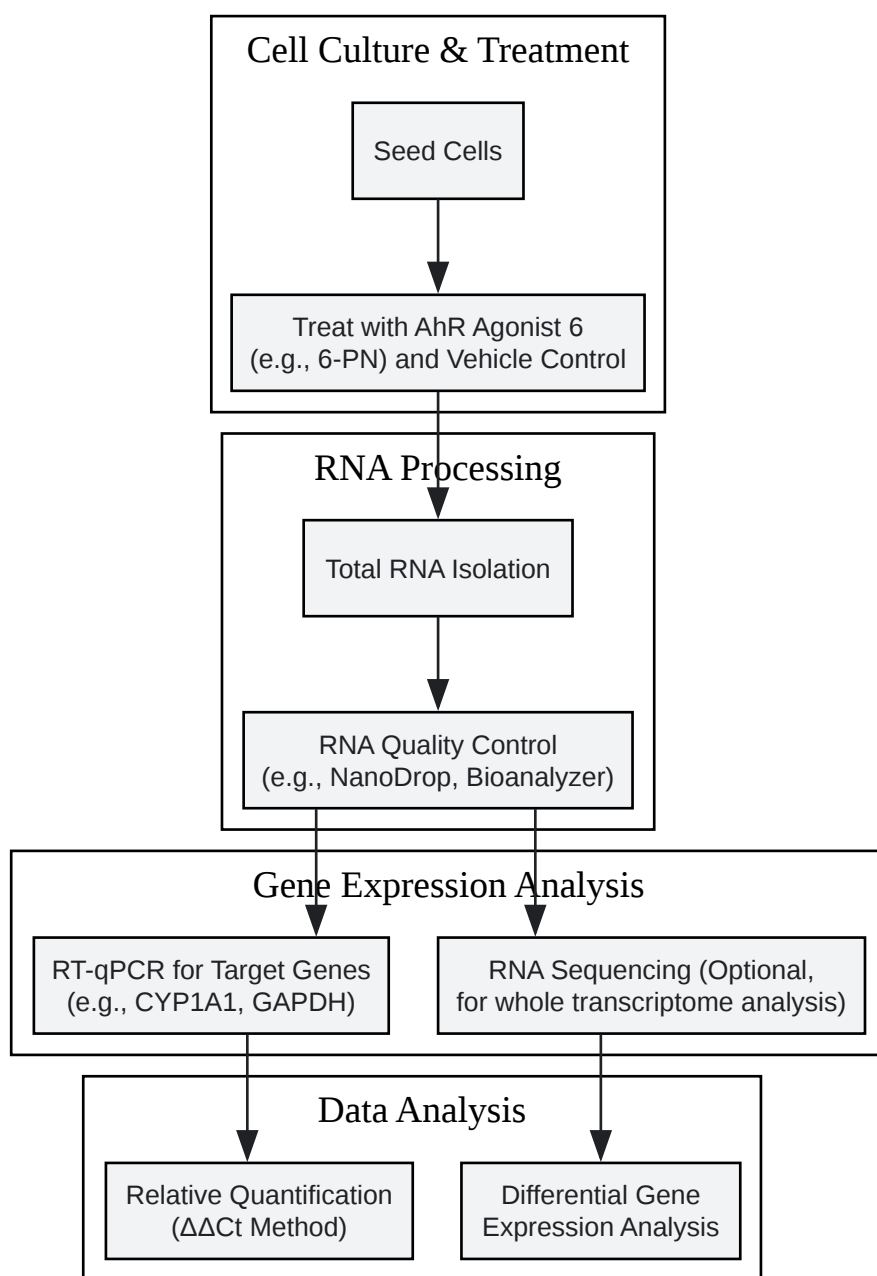 Cell Culture & Treatment
Seed Cells
Treat with AhR Agonist 6
(e.g., 6-PN) and Vehicle Control
RNA Processing
Total RNA Isolation
RNA Quality Control
(e.g., NanoDrop, Bioanalyzer)
Gene Expression Analysis
RT-qPCR for Target Genes
(e.g., CYP1A1, GAPDH)
RNA Sequencing (Optional,
for whole transcriptome analysis)
Data Analysis
Relative Quantification
(ΔΔCt Method)
Differential Gene
Expression Analysis